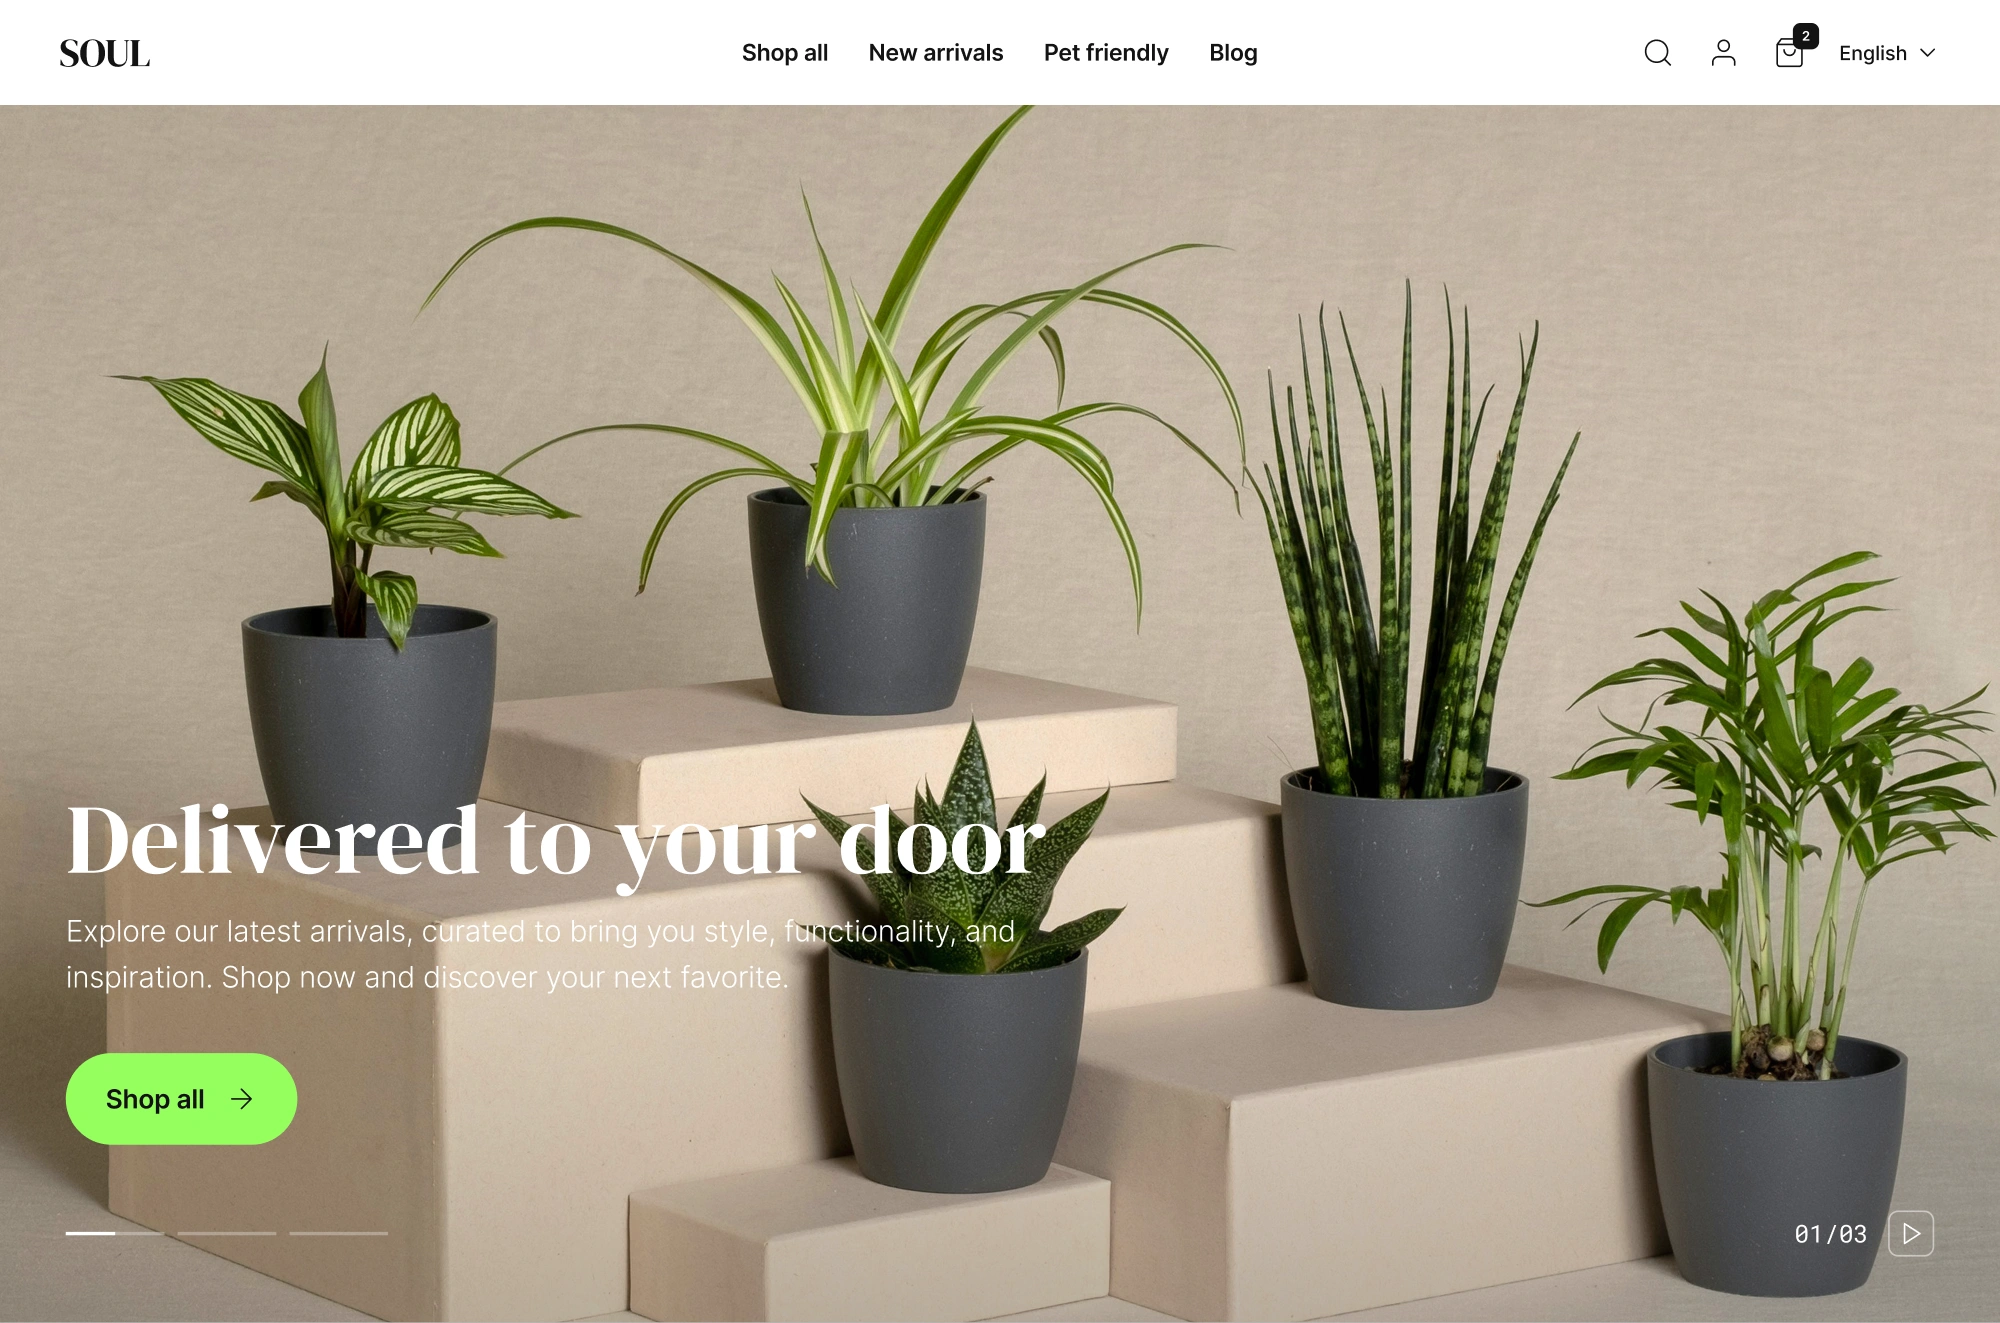 SOUL
Shop all
New arrivals
Pet friendly
Blog
2
English
Delivered to your door
Explore our latest arrivals, curated to bring you style, functionality, and
inspiration. Shop now and discover your next favorite.
Shop all
01/03